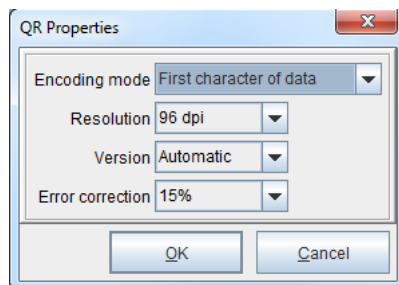 QR Properties
Encoding mode First character of data
Resolution 96 dpi
Version Automatic
Error correction 15%
OK Cancel